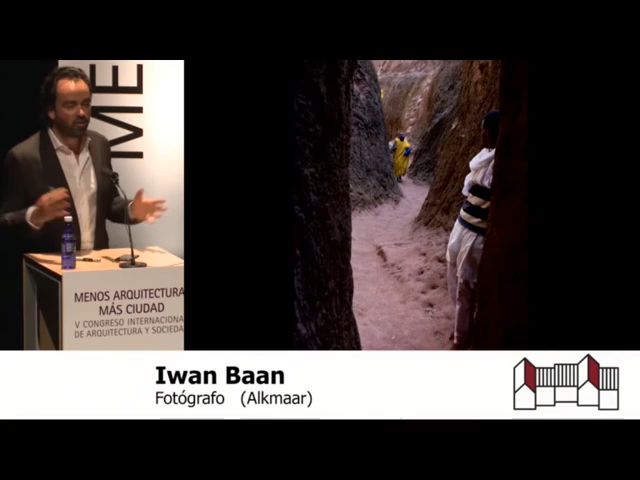 ME
MENOS ARQUITECTURA
MÁS CIUDAD
V CONGRESO INTERNACIONAL
DE ARQUITECTURA Y SOCIEDAD
Iwan Baan
Fotógrafo (Alkmaar)